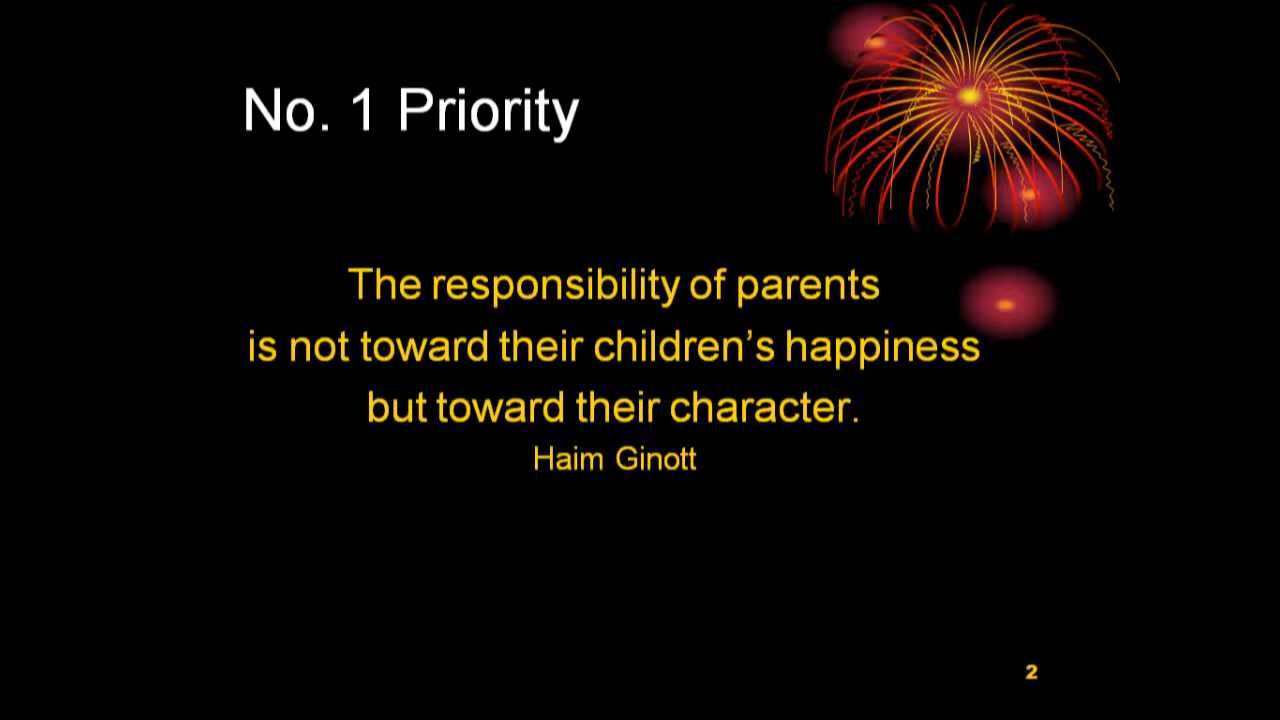 No. 1 Priority
The responsibility of parents
is not toward their children’s happiness
but toward their character.
Haim Ginott
2